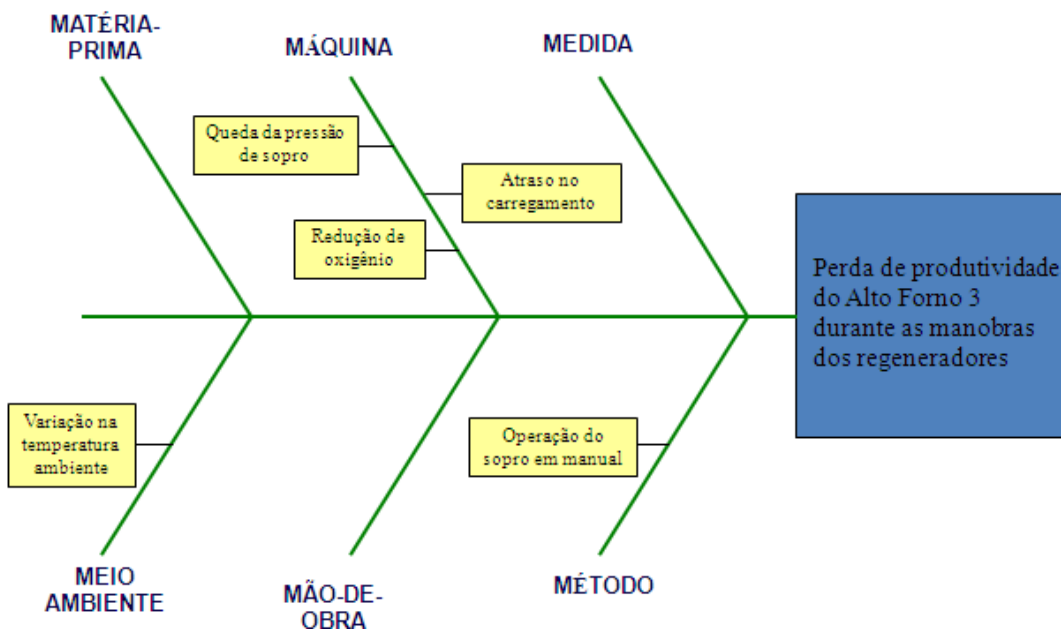 MATÉRIA-
PRIMA
MÁQUINA
MEDIDA
Queda da pressão
de sopro
Atraso no
carregamento
Redução de
oxigênio
Perda de produtividade
do Alto Forno 3
durante as manobras
dos regeneradores
Variação na
temperatura
ambiente
Operação do
sopro em manual
MEIO
AMBIENTE
MÃO-DE-
OBRA
MÉTODO